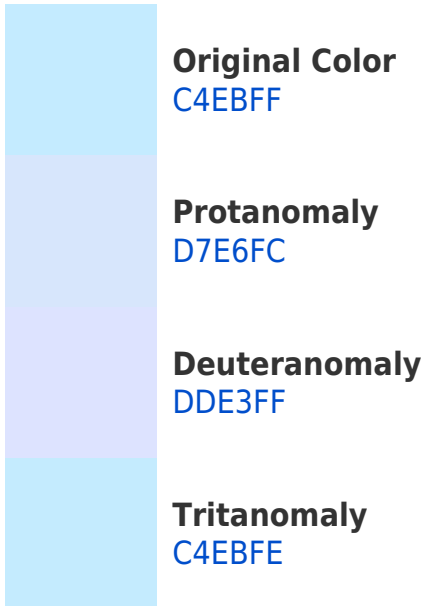 Original Color
C4EBFF
Protanomaly
D7E6FC
Deuteranomaly
DDE3FF
Tritanomaly
C4EBFE